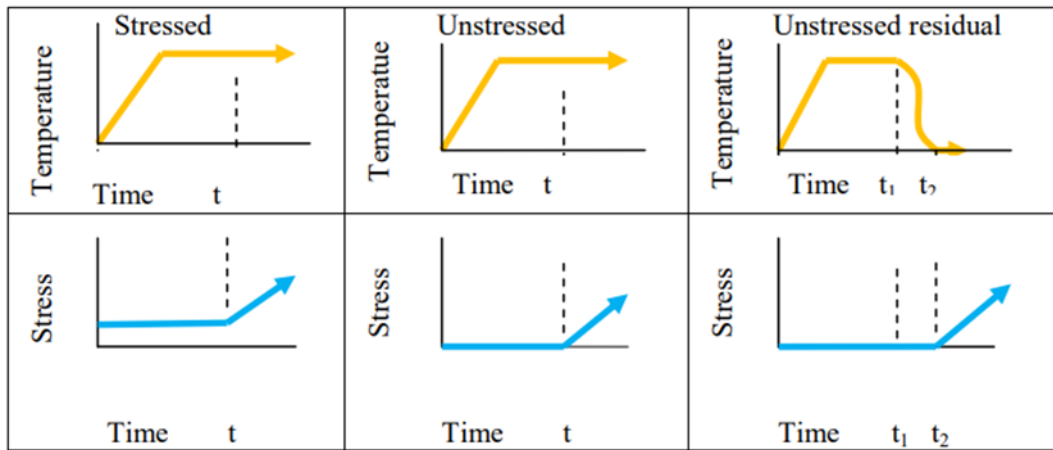 Stressed
Temperature
Time t
Unstressed
Temperatue
Time t
Unstressed residual
Temperature
Time t₁ t₂
Stress
Time t
Stress
Time t
Stress
Time t₁ t₂